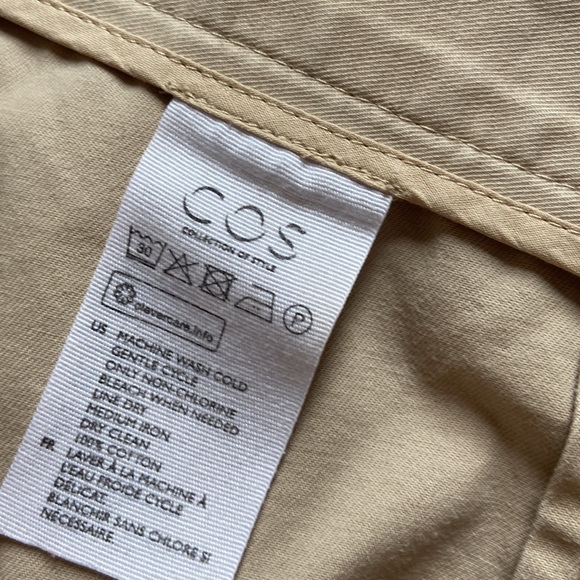 COS
COLLECTION OF STYLE
30
P
clevercare.info
US MACHINE WASH COLD
GENTLE CYCLE
ONLY NON-CHLORINE
BLEACH WHEN NEEDED
LINE DRY
MEDIUM IRON
DRY CLEAN
100% COTTON
FR LAVER À LA MACHINE À
L'EAU FROIDE CYCLE
DÉLICAT
BLANCHIR SANS CHLORE SI
NÉCESSAIRE.